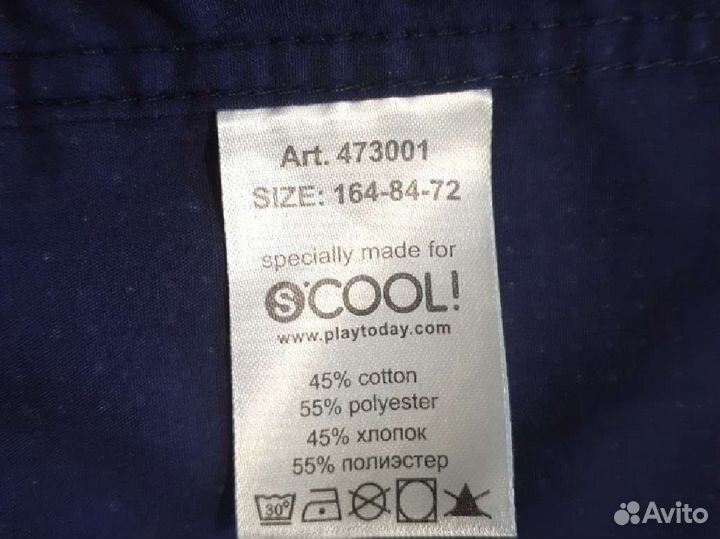 Art. 473001
SIZE: 164-84-72
specially made for
S'COOL!
www.playtoday.com
45% cotton
55% polyester
45% хлопок
55% полиэстер
30°
Avito